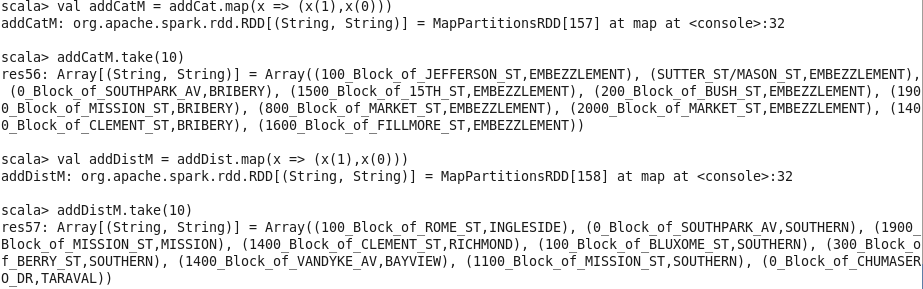 scala> val addCatM = addCat.map(x => (x(1),x(0)))
addCatM: org.apache.spark.rdd.RDD[(String, String)] = MapPartitionsRDD[157] at map at <console>:32
scala> addCatM.take(10)
res56: Array[(String, String)] = Array((100_Block_of_JEFFERSON_ST,EMBEZZLEMENT), (SUTTER_ST/MASON_ST,EMBEZZLEMENT),
(0_Block_of_SOUTHPARK_AV,BRIBERY), (1500_Block_of_15TH_ST,EMBEZZLEMENT), (200_Block_of_BUSH_ST,EMBEZZLEMENT), (190
0_Block_of_MISSION_ST,BRIBERY), (800_Block_of_MARKET_ST,EMBEZZLEMENT), (2000_Block_of_MARKET_ST,EMBEZZLEMENT), (140
0_Block_of_CLEMENT_ST,BRIBERY), (1600_Block_of_FILLMORE_ST,EMBEZZLEMENT))
scala> val addDistM = addDist.map(x => (x(1),x(0)))
addDistM: org.apache.spark.rdd.RDD[(String, String)] = MapPartitionsRDD[158] at map at <console>:32
scala> addDistM.take(10)
res57: Array[(String, String)] = Array((100_Block_of_ROME_ST,INGLESIDE), (0_Block_of_SOUTHPARK_AV,SOUTHERN), (1900_
Block_of_MISSION_ST,MISSION), (1400_Block_of_CLEMENT_ST,RICHMOND), (100_Block_of_BLUXOME_ST,SOUTHERN), (300_Block_o
f_BERRY_ST,SOUTHERN), (1400_Block_of_VANDYKE_AV,BAYVIEW), (1100_Block_of_MISSION_ST,SOUTHERN), (0_Block_of_CHUMASER
O_DR,TARAVAL))